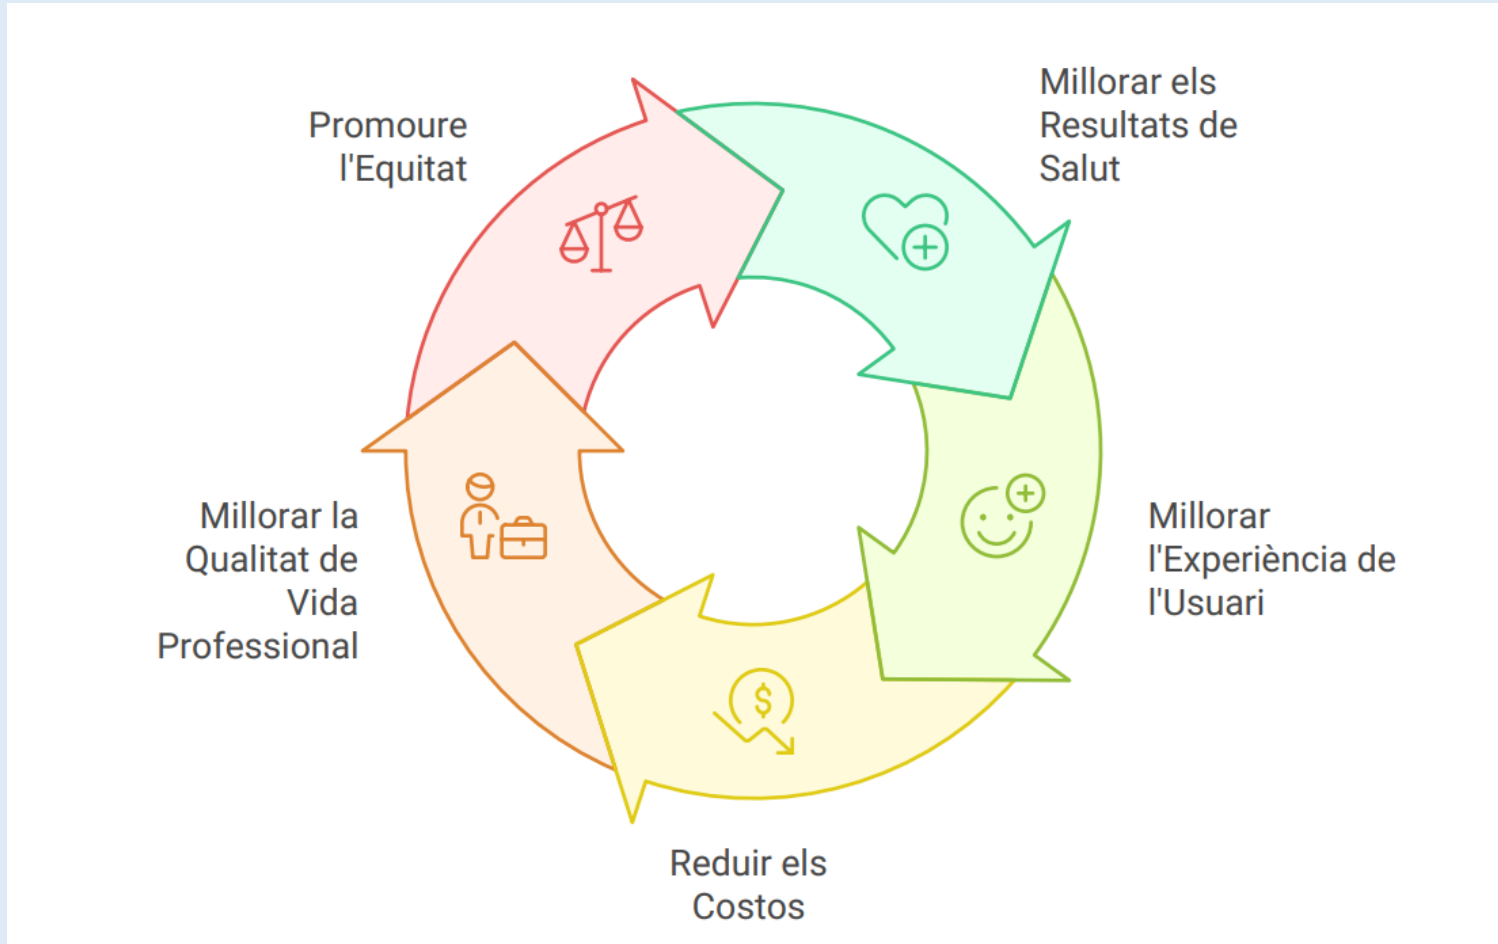 Promoure
l'Equitat
Millorar els
Resultats de
Salut
Millorar
l'Experiència de
l'Usuari
Reduir els
Costos
Millorar la
Qualitat de
Vida
Professional
$